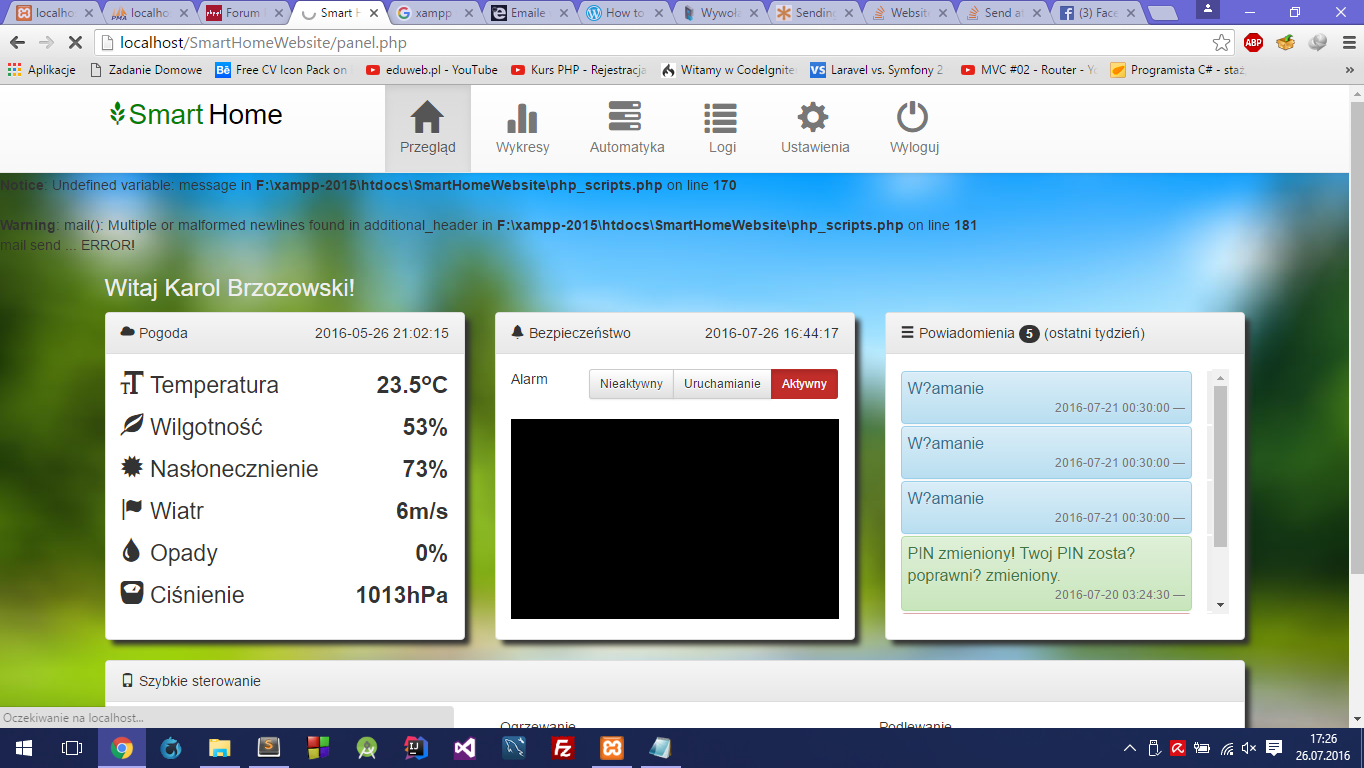 localho
localho
Forum
Smart H
xampp
Emaile
How to
Wywoła
Sending
Website
Send a
(3) Face
localhost/SmartHomeWebsite/panel.php
ABP
Aplikacje
Zadanie Domowe
Bē Free CV Icon Pack on
eduweb.pl - YouTube
Kurs PHP - Rejestracja
Witamy w CodeIgnite
VS Laravel vs. Symfony 2
MVC #02 - Router - Yo
Programista C# - staż
»
Smart Home
Przegląd
Wykresy
Automatyka
Logi
Ustawienia
Wyloguj
Notice: Undefined variable: message in F:\xampp-2015\htdocs\SmartHomeWebsite\php_scripts.php on line 170
Warning: mail(): Multiple or malformed newlines found in additional_header in F:\xampp-2015\htdocs\SmartHomeWebsite\php_scripts.php on line 181
mail send ... ERROR!
Witaj Karol Brzozowski!
Pogoda 2016-05-26 21:02:15
Temperatura 23.5ºC
Wilgotność 53%
Nasłonecznienie 73%
Wiatr 6m/s
Opady 0%
Ciśnienie 1013hPa
Bezpieczeństwo 2016-07-26 16:44:17
Alarm Nieaktywny Uruchamianie Aktywny
Powiadomienia 5 (ostatni tydzień)
W?amanie
2016-07-21 00:30:00 —
W?amanie
2016-07-21 00:30:00 —
W?amanie
2016-07-21 00:30:00 —
PIN zmieniony! Twoj PIN zosta?
poprawni? zmieniony.
2016-07-20 03:24:30 —
Szybkie sterowanie
Ogrzewanie
Podlewanie
Oczekiwanie na localhost...
17:26
26.07.2016